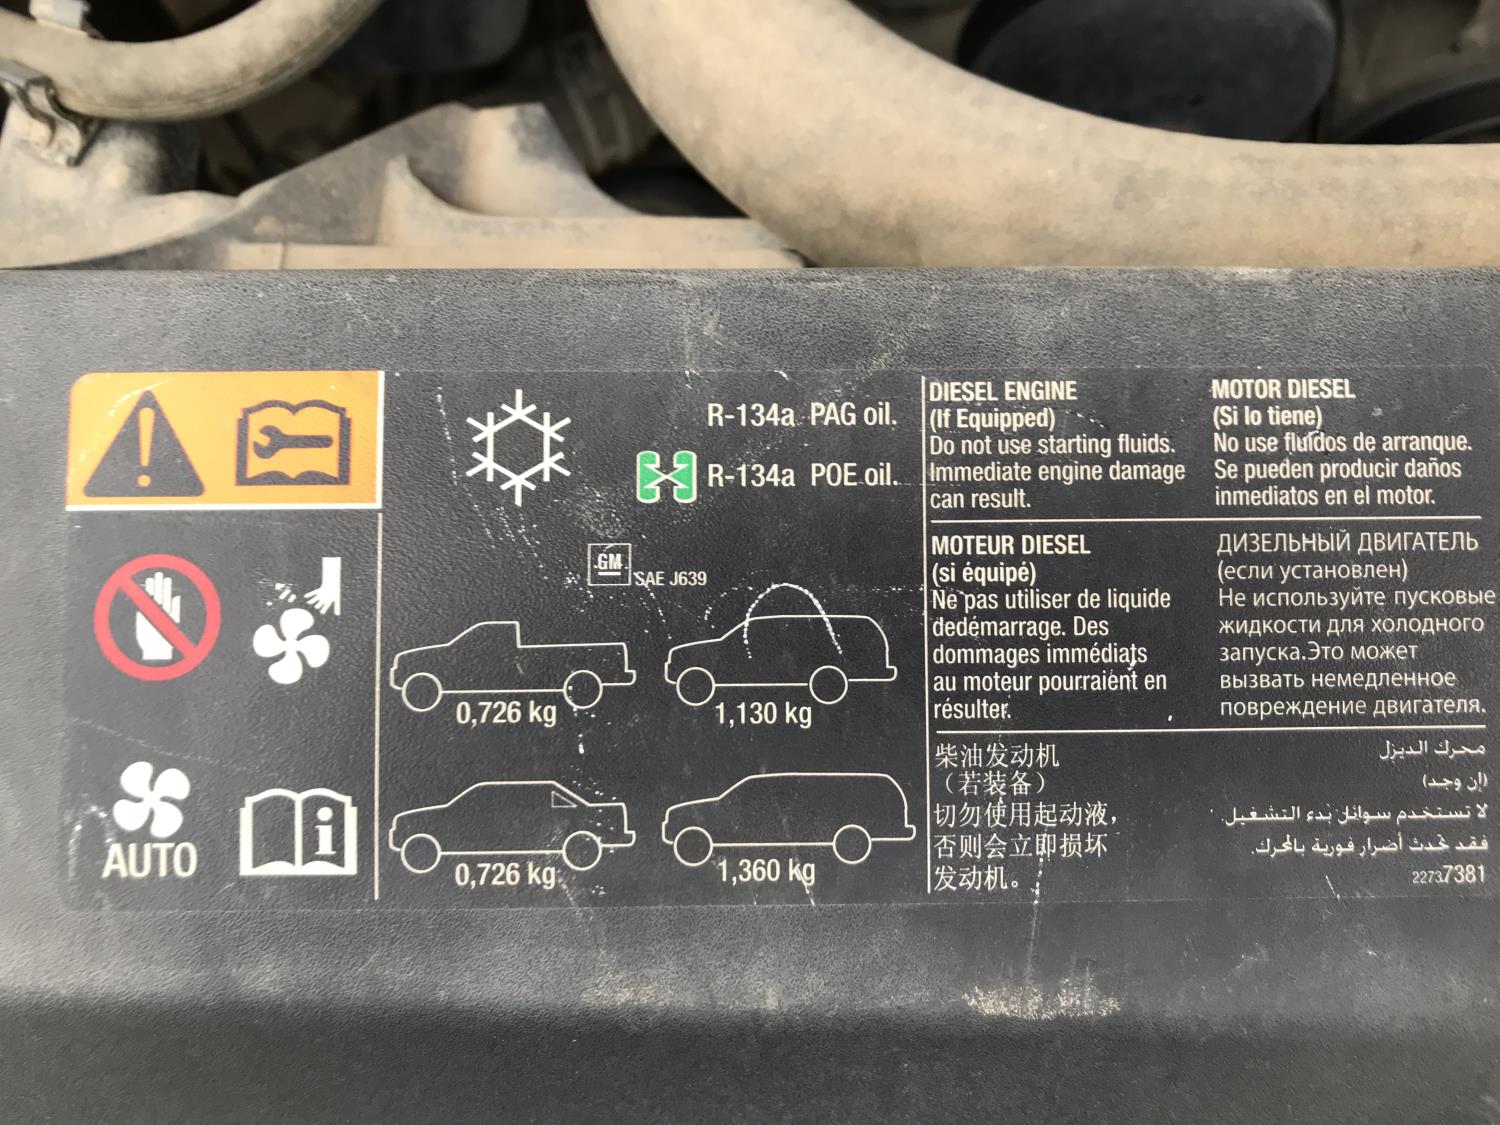 R-134a PAG oil.
R-134a POE oil.
GM SAE J639
0,726 kg
1,130 kg
0,726 kg
1,360 kg
AUTO
DIESEL ENGINE
(If Equipped)
Do not use starting fluids.
Immediate engine damage
can result.
MOTOR DIESEL
(Si lo tiene)
No use fluidos de arranque.
Se pueden producir daños
inmediatos en el motor.
MOTEUR DIESEL
(si équipé)
Ne pas utiliser de liquide
dedémarrage. Des
dommages immédiats
au moteur pourraient en
résulter.
ДИЗЕЛЬНЫЙ ДВИГАТЕЛЬ
(если установлен)
Не используйте пусковые
жидкости для холодного
запуска.Это может
вызвать немедленное
повреждение двигателя.
柴油发动机
（若装备）
切勿使用起动液，
否则会立即损坏
发动机。
محرك الديزل
(إن وجد)
لا تستخدم سوائل بدء التشغيل.
فقد تحدث أضرار فورية بالمحرك.
22737381